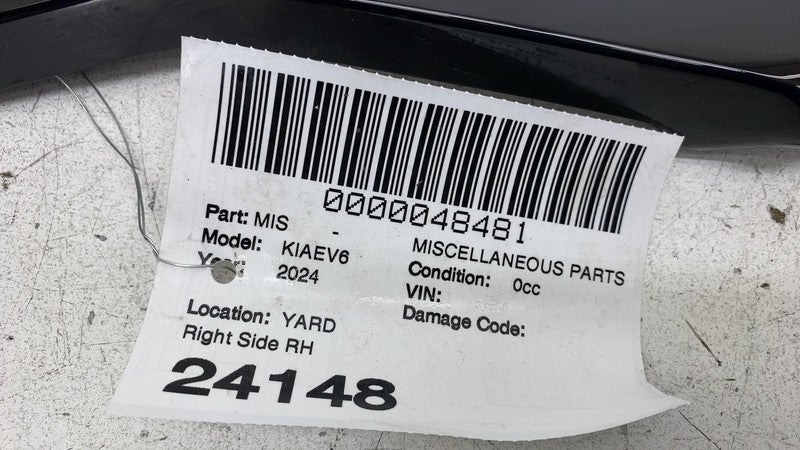 0000048481
Part: MIS - MISCELLANEOUS PARTS
Model: KIAEV6 Condition: 0cc
Year: 2024 VIN:
Location: YARD Damage Code:
Right Side RH
24148